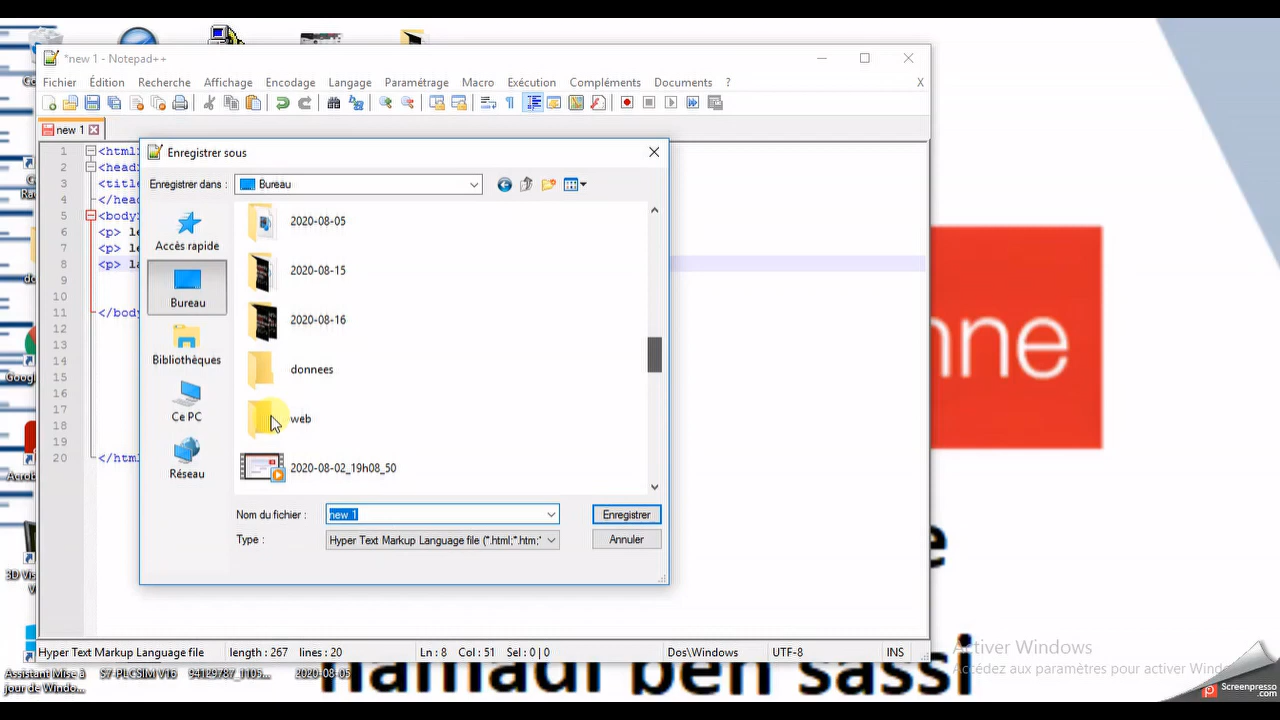 *new 1 - Notepad++
Fichier Édition Recherche Affichage Encodage Langage Paramétrage Macro Exécution Compléments Documents ? X
new 1
Enregistrer sous
Enregistrer dans : Bureau
1 <html
2 <head
3 <titl
4 </head
5 <body
6 <p> l
7 <p> l
8 <p> la
9
10
11 </body
12
13
14
15
16
17
18
19
20 </html
Accès rapide
Bureau
Bibliothèques
Ce PC
Réseau
2020-08-05
2020-08-15
2020-08-16
donnees
web
2020-08-02_19h08_50
Nom du fichier : new 1 Enregistrer
Type : Hyper Text Markup Language file (*.html;*.htm;* Annuler
nne
e
Hyper Text Markup Language file length : 267 lines : 20 Ln : 8 Col : 51 Sel : 0 | 0 Dos\Windows UTF-8 INS
Assistant Mise à
jour de Windo...
S7-PLCSIM V16
94129787_1105...
2020-08-05
ben sassi
Activer Windows
Accédez aux paramètres pour activer Windo
Screenpresso
.com